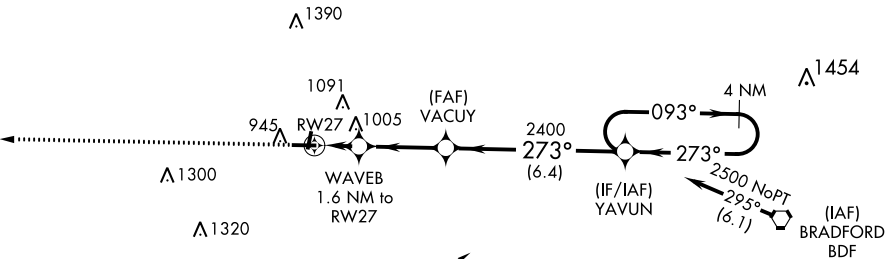 1390
1454
4 NM
1091
(FAF)
VACUY
093°
1005
945
RW27
2400
273°
(6.4)
273°
1300
WAVEB
1.6 NM to
RW27
(IF/IAF)
YAVUN
2500 NoPT
295°
(6.1)
(IAF)
BRADFORD
BDF
1320